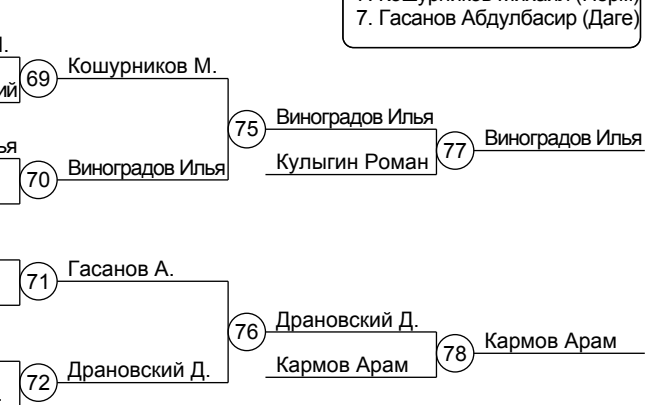 7. Гасанов Абдулбасир (Даге)
69
Кошурников М.
75
Виноградов Илья
77
Виноградов Илья
70
Виноградов Илья
Кулыгин Роман
71
Гасанов А.
76
Драновский Д.
78
Кармов Арам
72
Драновский Д.
Кармов Арам